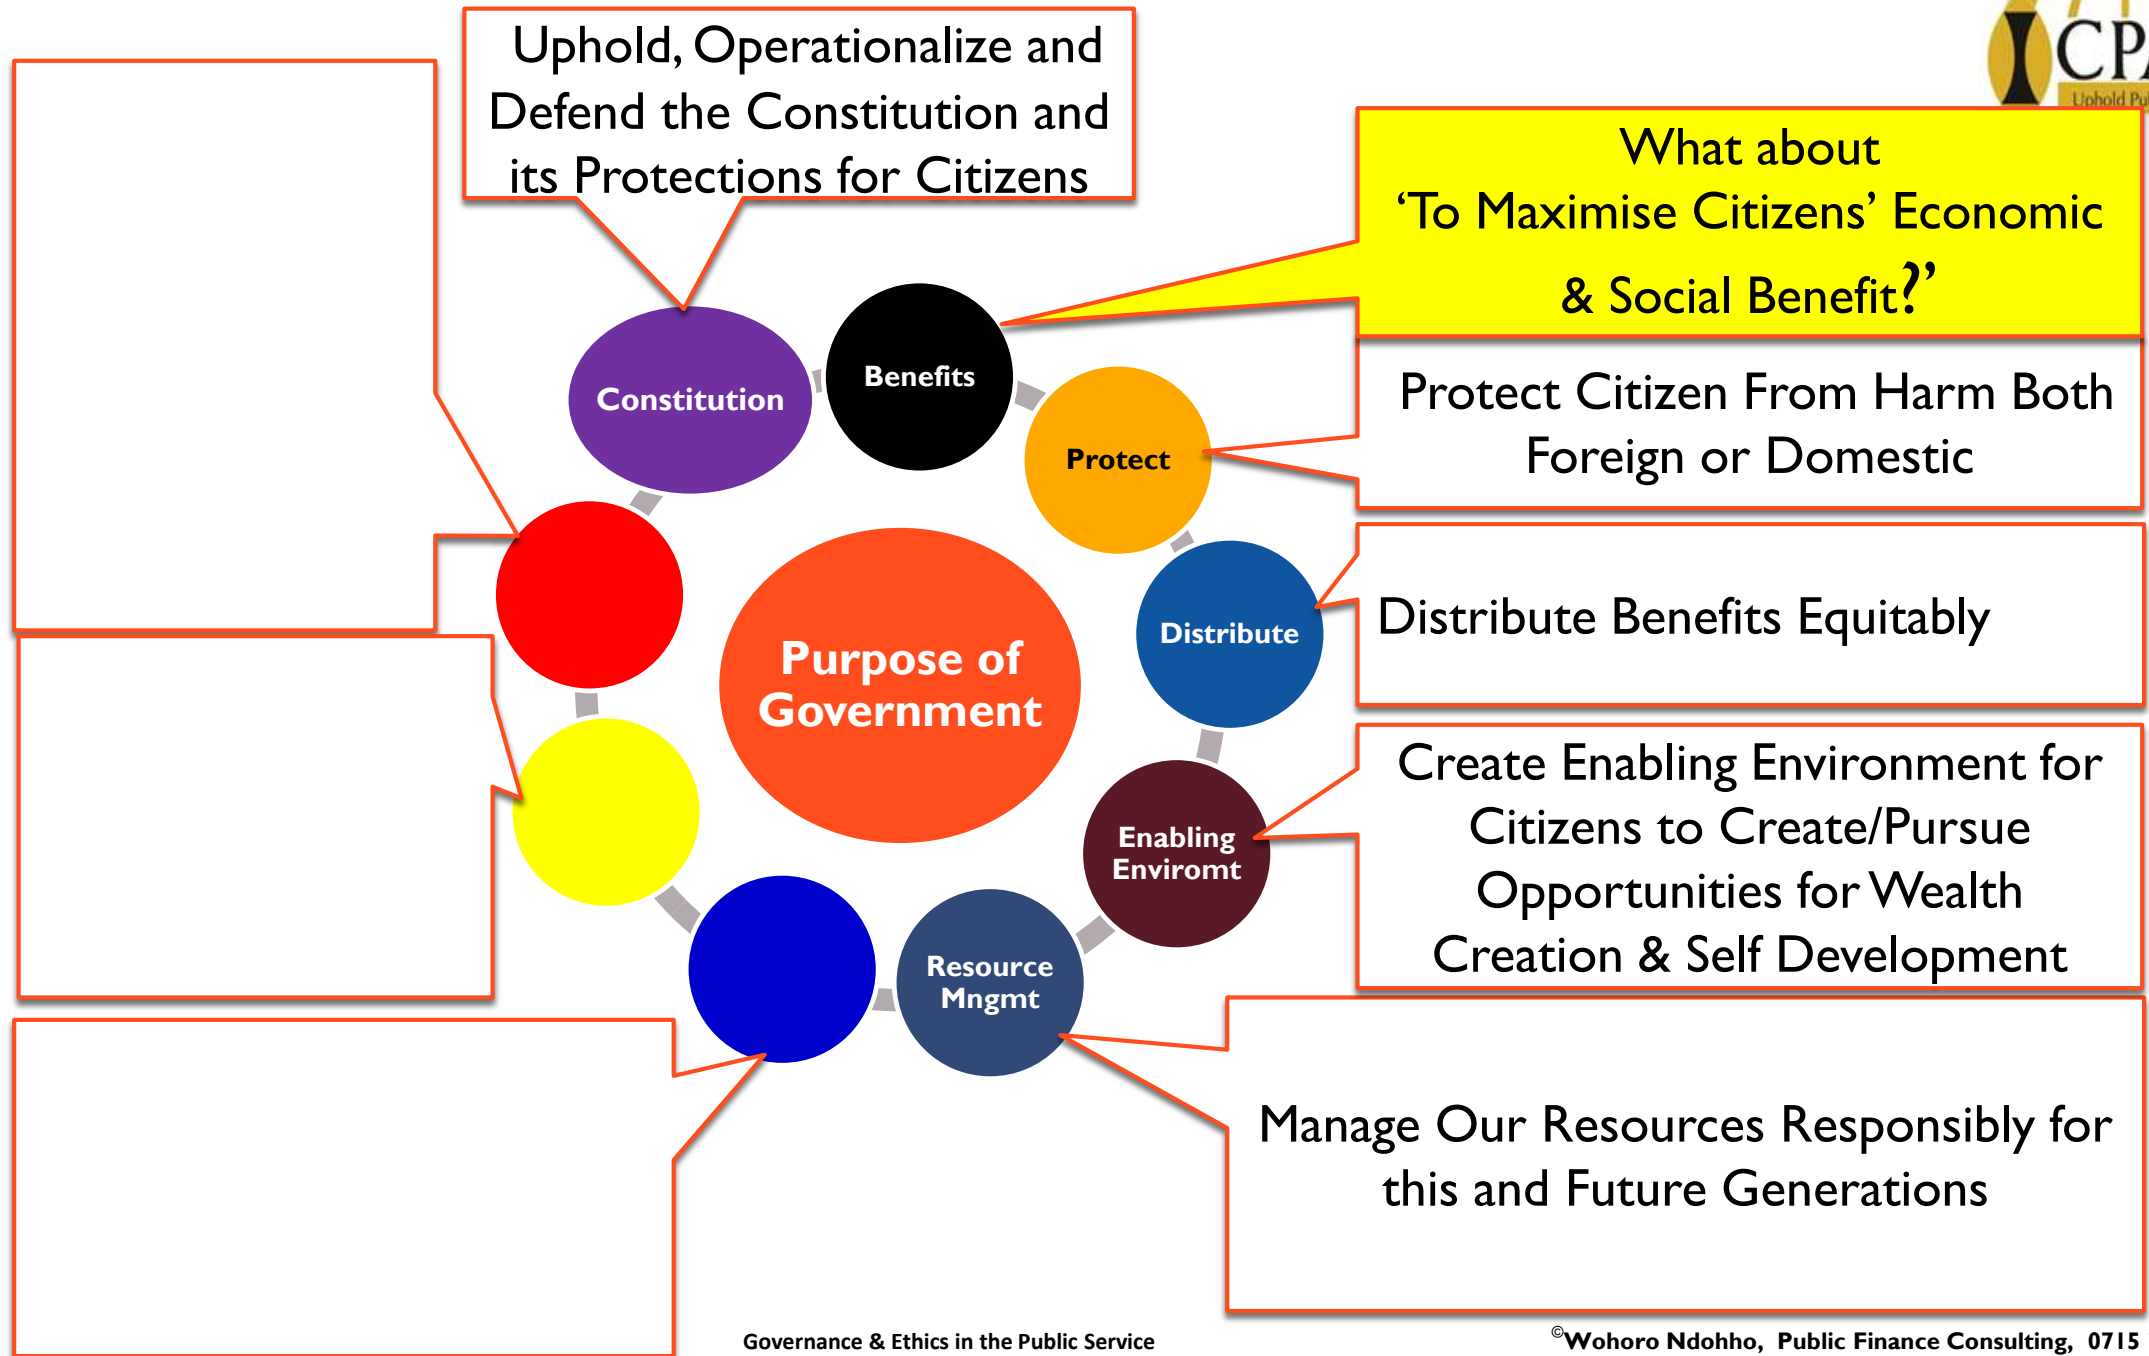 Uphold, Operationalize and
Defend the Constitution and
its Protections for Citizens
CPA
Uphold
What about
‘To Maximise Citizens’ Economic
& Social Benefit?’
Benefits
Constitution
Protect Citizen From Harm Both
Foreign or Domestic
Protect
Distribute Benefits Equitably
Distribute
Purpose of
Government
Create Enabling Environment for
Citizens to Create/Pursue
Opportunities for Wealth
Creation & Self Development
Enabling
Enviromt
Resource
Mngmt
Manage Our Resources Responsibly for
this and Future Generations
Governance & Ethics in the Public Service
©Wohoro Ndohho, Public Finance Consulting, 0715